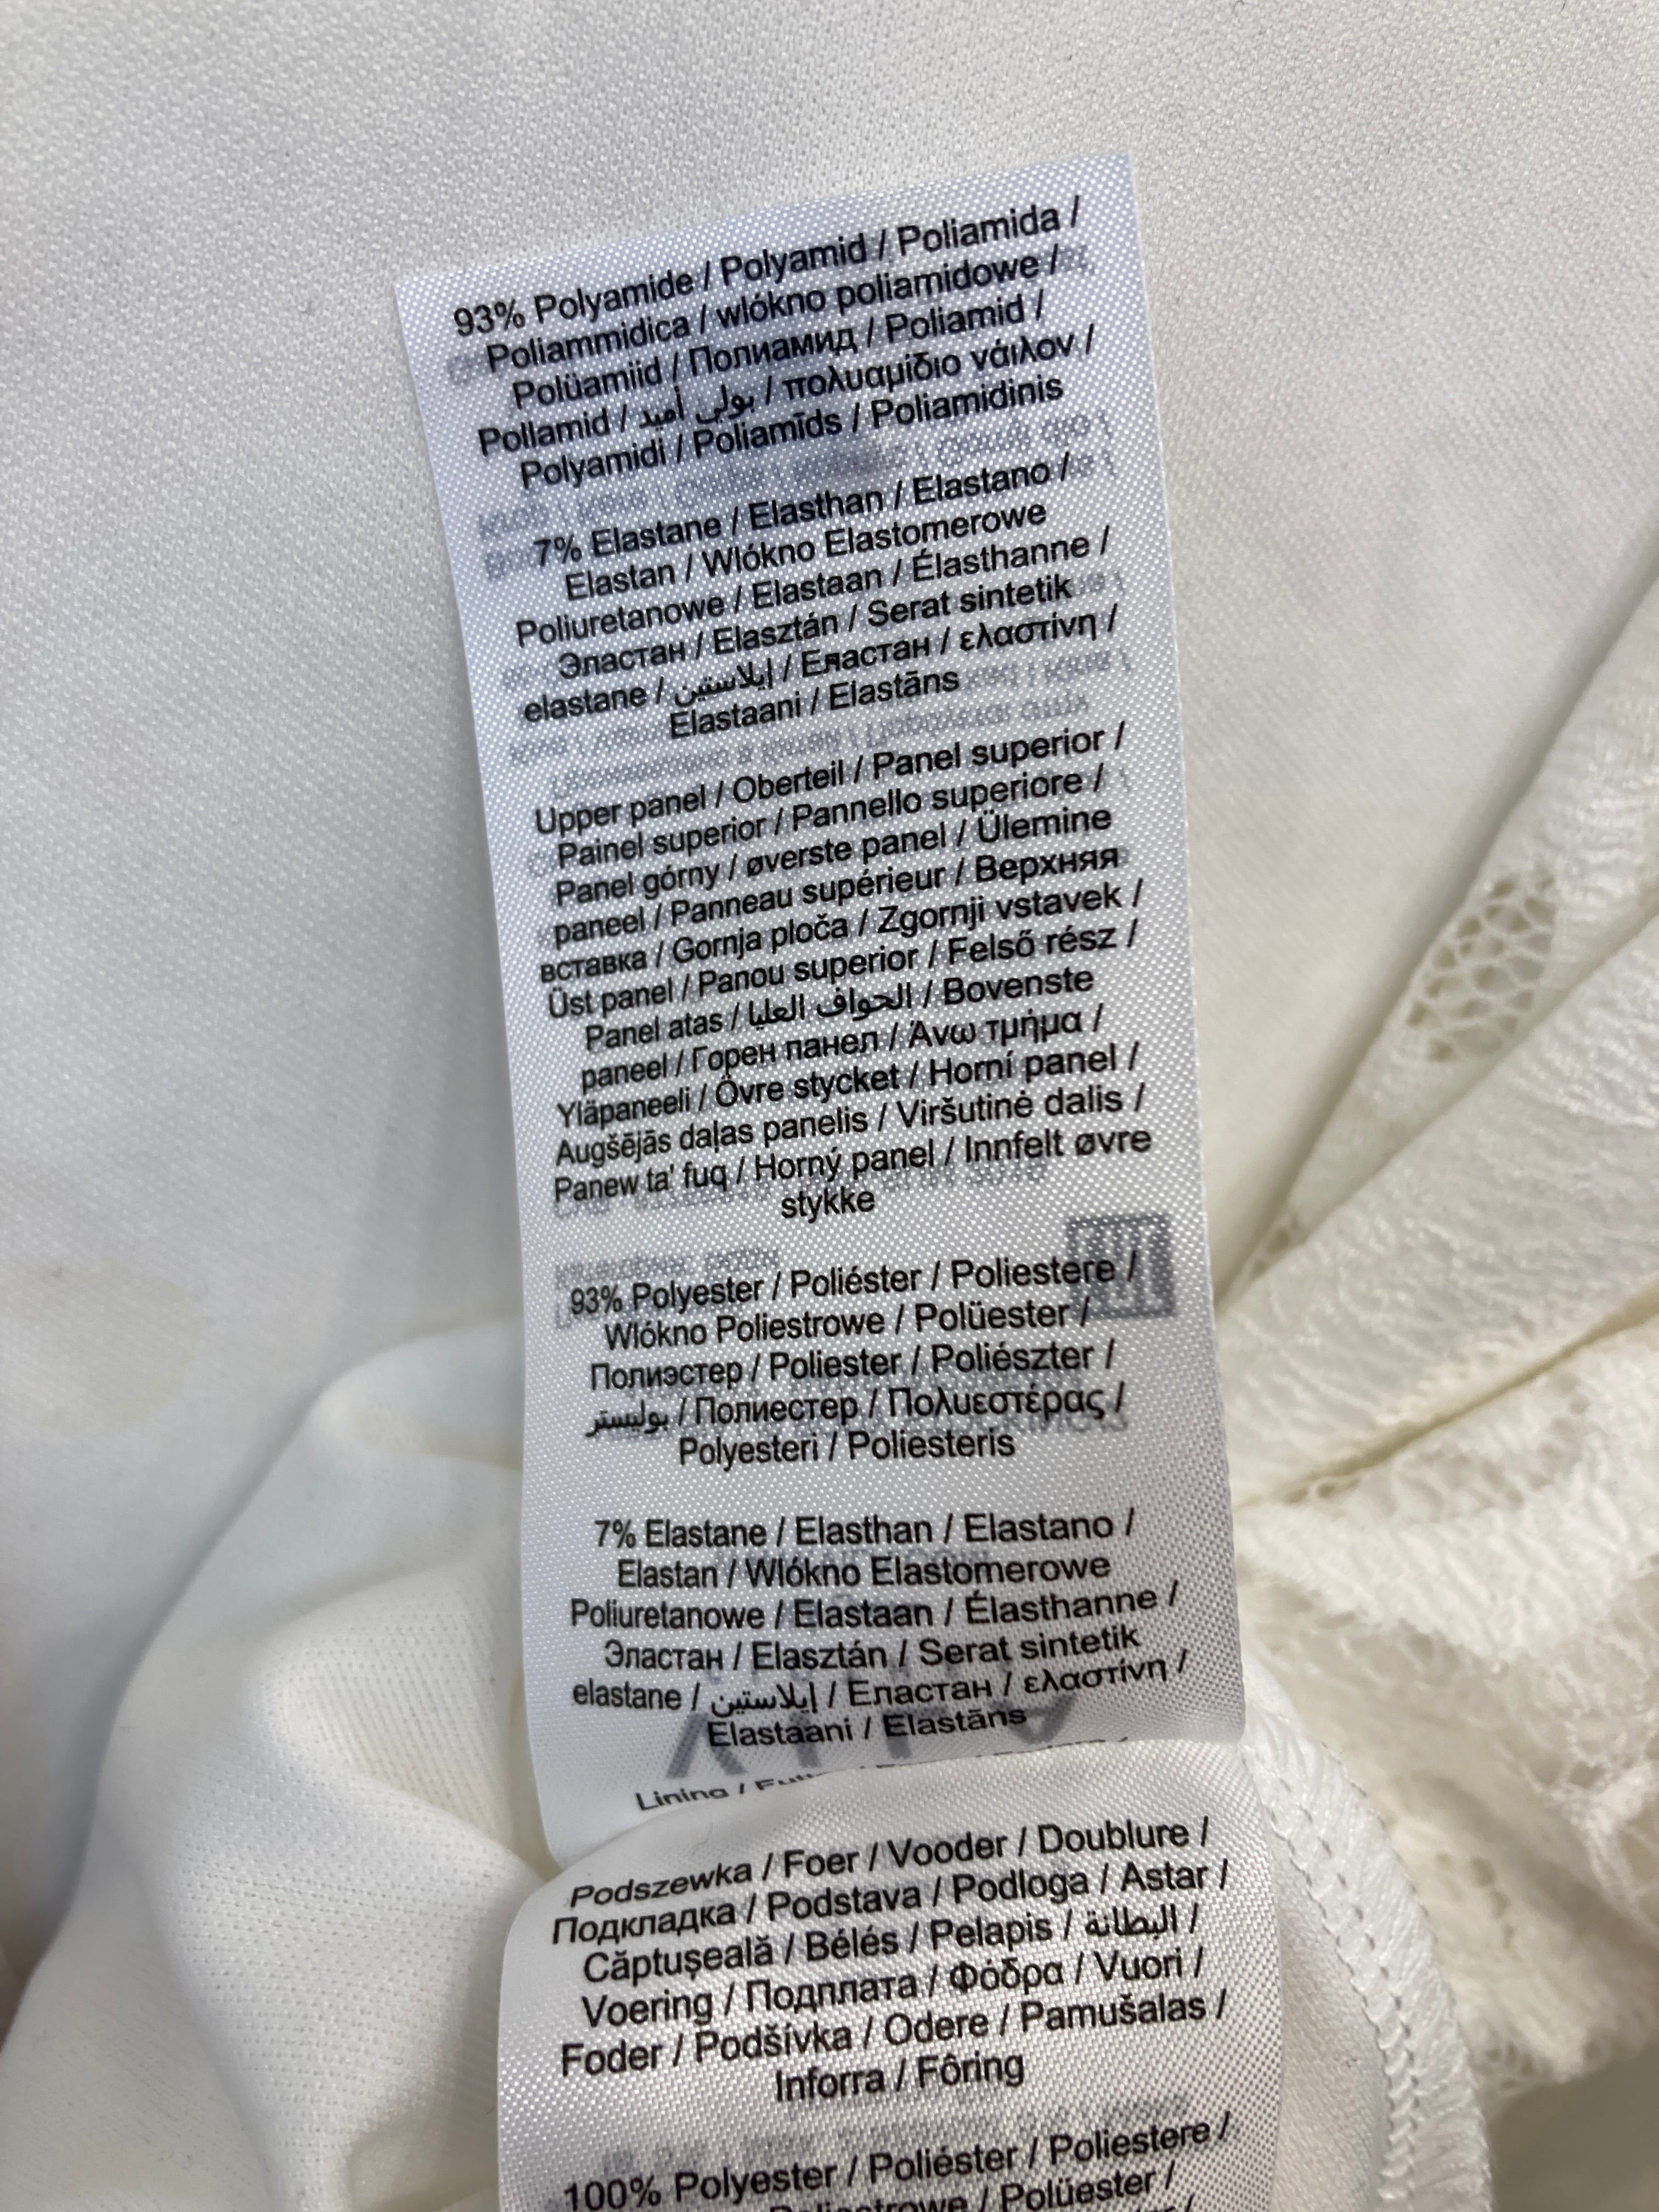 93% Polyamide / Polyamid / Poliamida /
Poliammidica / wlókno poliamidowe /
Polüamiid / Полиамид / Poliamid /
Poliamid / بولي أميد / πολυαμίδιο νάιλον /
Polyamidi / Poliamīds / Poliamidinis
7% Elastane / Elasthan / Elastano /
Elastan / Wlókno Elastomerowe
Poliuretanowe / Elastaan / Élasthanne /
Эластан / Elasztán / Serat sintetik
elastane / إيلاستين / Еластан / ελαστίνη /
Elastaani / Elastāns
Upper panel / Oberteil / Panel superior /
Painel superior / Pannello superiore /
Panel górny / øverste panel / Ülemine
paneel / Panneau supérieur / Верхняя
вставка / Gornja ploča / Zgornji vstavek /
Üst panel / Panou superior / Felső rész /
Panel atas / الحواف العليا / Bovenste
paneel / Горен панел / Άνω τμήμα /
Yläpaneeli / Övre stycket / Horní panel /
Augšējās daļas panelis / Viršutinė dalis /
Panew ta' fuq / Horný panel / Innfelt øvre
stykke
93% Polyester / Poliéster / Poliestere /
Wlókno Poliestrowe / Polüester /
Полиэстер / Poliester / Poliészter /
بوليستر / Полиестер / Πολυεστέρας /
Polyesteri / Poliesteris
7% Elastane / Elasthan / Elastano /
Elastan / Wlókno Elastomerowe
Poliuretanowe / Elastaan / Élasthanne /
Эластан / Elasztán / Serat sintetik
elastane / إيلاستين / Еластан / ελαστίνη /
Elastaani / Elastāns
Lining /
Podszewka / Foer / Vooder / Doublure /
Подкладка / Podstava / Podloga / Astar /
Căptușeală / Bélés / Pelapis / البطانة /
Voering / Подплата / Φόδρα / Vuori /
Foder / Podšívka / Odere / Pamušalas /
Inforra / Fôring
100% Polyester / Poliéster / Poliestere /
/ Polüester /